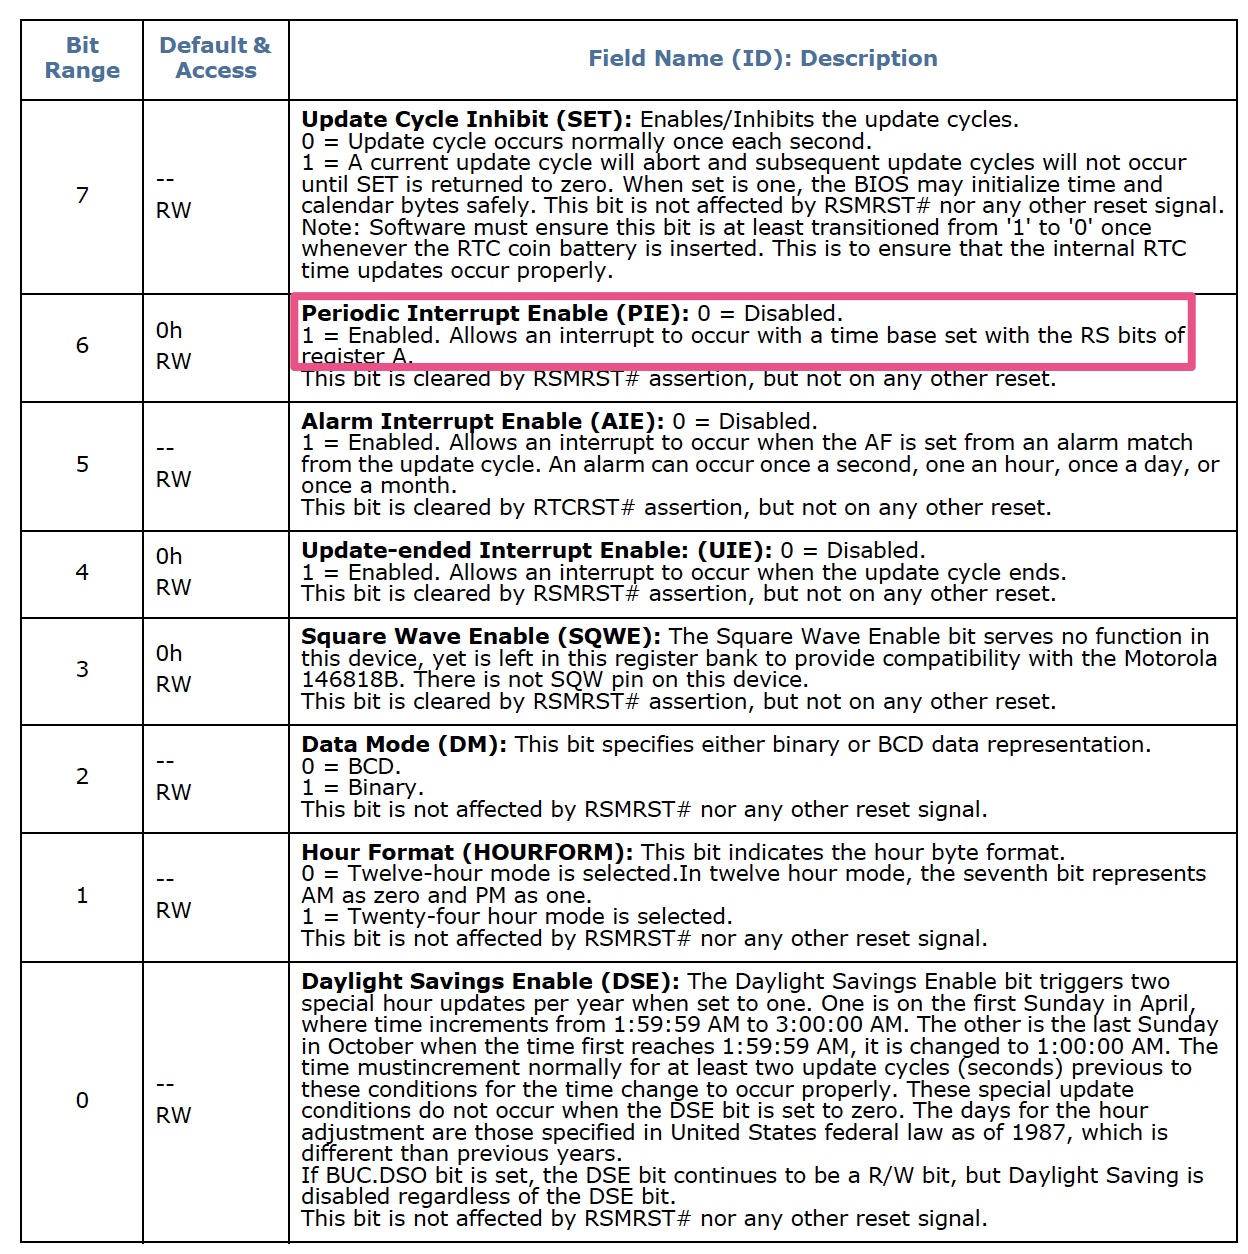 Bit
Range
Default &
Access
Field Name (ID): Description
7
--
RW
Update Cycle Inhibit (SET): Enables/Inhibits the update cycles.
0 = Update cycle occurs normally once each second.
1 = A current update cycle will abort and subsequent update cycles will not occur
until SET is returned to zero. When set is one, the BIOS may initialize time and
calendar bytes safely. This bit is not affected by RSMRST# nor any other reset signal.
Note: Software must ensure this bit is at least transitioned from '1' to '0' once
whenever the RTC coin battery is inserted. This is to ensure that the internal RTC
time updates occur properly.
6
0h
RW
Periodic Interrupt Enable (PIE): 0 = Disabled.
1 = Enabled. Allows an interrupt to occur with a time base set with the RS bits of
register A.
This bit is cleared by RSMRST# assertion, but not on any other reset.
5
--
RW
Alarm Interrupt Enable (AIE): 0 = Disabled.
1 = Enabled. Allows an interrupt to occur when the AF is set from an alarm match
from the update cycle. An alarm can occur once a second, one an hour, once a day, or
once a month.
This bit is cleared by RTCRST# assertion, but not on any other reset.
4
0h
RW
Update-ended Interrupt Enable: (UIE): 0 = Disabled.
1 = Enabled. Allows an interrupt to occur when the update cycle ends.
This bit is cleared by RSMRST# assertion, but not on any other reset.
3
0h
RW
Square Wave Enable (SQWE): The Square Wave Enable bit serves no function in
this device, yet is left in this register bank to provide compatibility with the Motorola
146818B. There is not SQW pin on this device.
This bit is cleared by RSMRST# assertion, but not on any other reset.
2
--
RW
Data Mode (DM): This bit specifies either binary or BCD data representation.
0 = BCD.
1 = Binary.
This bit is not affected by RSMRST# nor any other reset signal.
1
--
RW
Hour Format (HOURFORM): This bit indicates the hour byte format.
0 = Twelve-hour mode is selected.In twelve hour mode, the seventh bit represents
AM as zero and PM as one.
1 = Twenty-four hour mode is selected.
This bit is not affected by RSMRST# nor any other reset signal.
0
--
RW
Daylight Savings Enable (DSE): The Daylight Savings Enable bit triggers two
special hour updates per year when set to one. One is on the first Sunday in April,
where time increments from 1:59:59 AM to 3:00:00 AM. The other is the last Sunday
in October when the time first reaches 1:59:59 AM, it is changed to 1:00:00 AM. The
time mustincrement normally for at least two update cycles (seconds) previous to
these conditions for the time change to occur properly. These special update
conditions do not occur when the DSE bit is set to zero. The days for the hour
adjustment are those specified in United States federal law as of 1987, which is
different than previous years.
If BUC.DSO bit is set, the DSE bit continues to be a R/W bit, but Daylight Saving is
disabled regardless of the DSE bit.
This bit is not affected by RSMRST# nor any other reset signal.